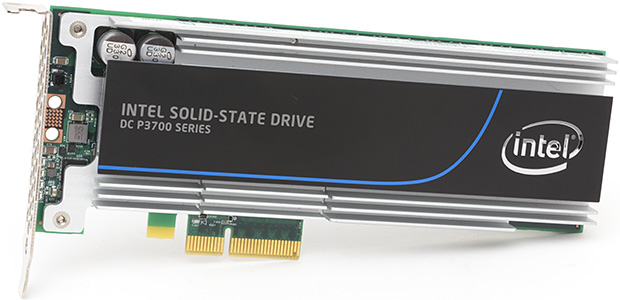 INTEL SOLID-STATE DRIVE
DC P3700 SERIES
intel